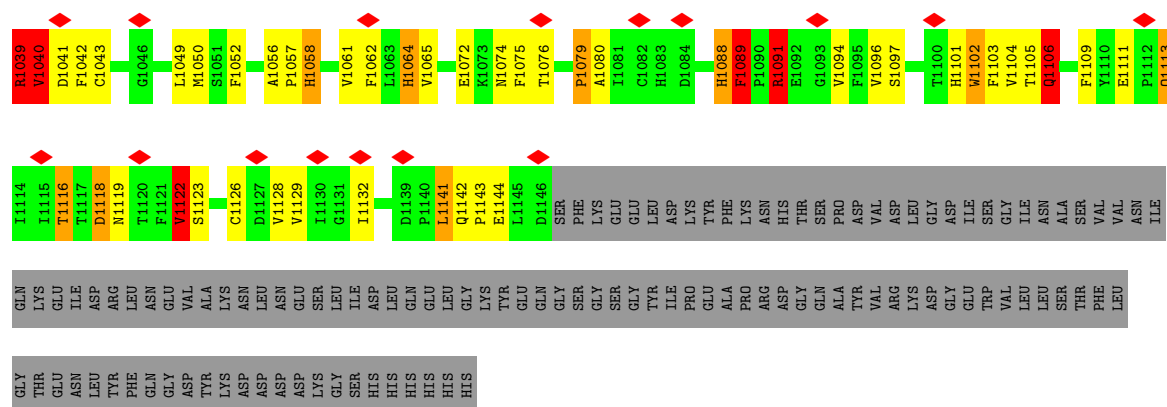 R1039 V1040 D1041 F1042 C1043 G1046 L1049 M1050 S1051 F1052 A1056 P1057 H1058 V1061 F1062 L1063 H1064 V1065 E1072 K1073 N1074 F1075 T1076 P1079 A1080 I1081 C1082 H1083 D1084 H1088 F1089 P1090 R1091 E1092 G1093 V1094 F1095 V1096 S1097 T1100 H1101 W1102 F1103 V1104 T1105 Q1106 F1109 Y1110 E1111 P1112 Q1113
I1114 I1115 T1116 T1117 D1118 N1119 T1120 F1121 V1122 S1123 C1126 D1127 V1128 V1129 I1130 G1131 I1132 D1139 P1140 L1141 Q1142 P1143 E1144 L1145 D1146 SER PHE LYS GLU GLU LEU ASP LYS TYR PHE LYS ASN HIS THR SER PRO ASP VAL ASP LEU GLY ASP ILE SER GLY ILE ASN ALA SER VAL VAL ASN ILE
GLN LYS GLU ILE ASP ARG LEU ASN GLU VAL ALA LYS ASN LEU ASN GLU SER LEU ILE ASP LEU GLN GLU LEU GLY LYS TYR GLU GLN GLY SER GLY SER GLY TYR ILE PRO GLU ALA PRO ARG ASP GLY GLN ALA TYR VAL ARG LYS ASP GLY GLU TRP VAL LEU LEU SER THR PHE LEU
GLY THR GLU ASN LEU TYR PHE GLN GLY ASP TYR LYS ASP ASP ASP ASP LYS GLY SER HIS HIS HIS HIS HIS HIS